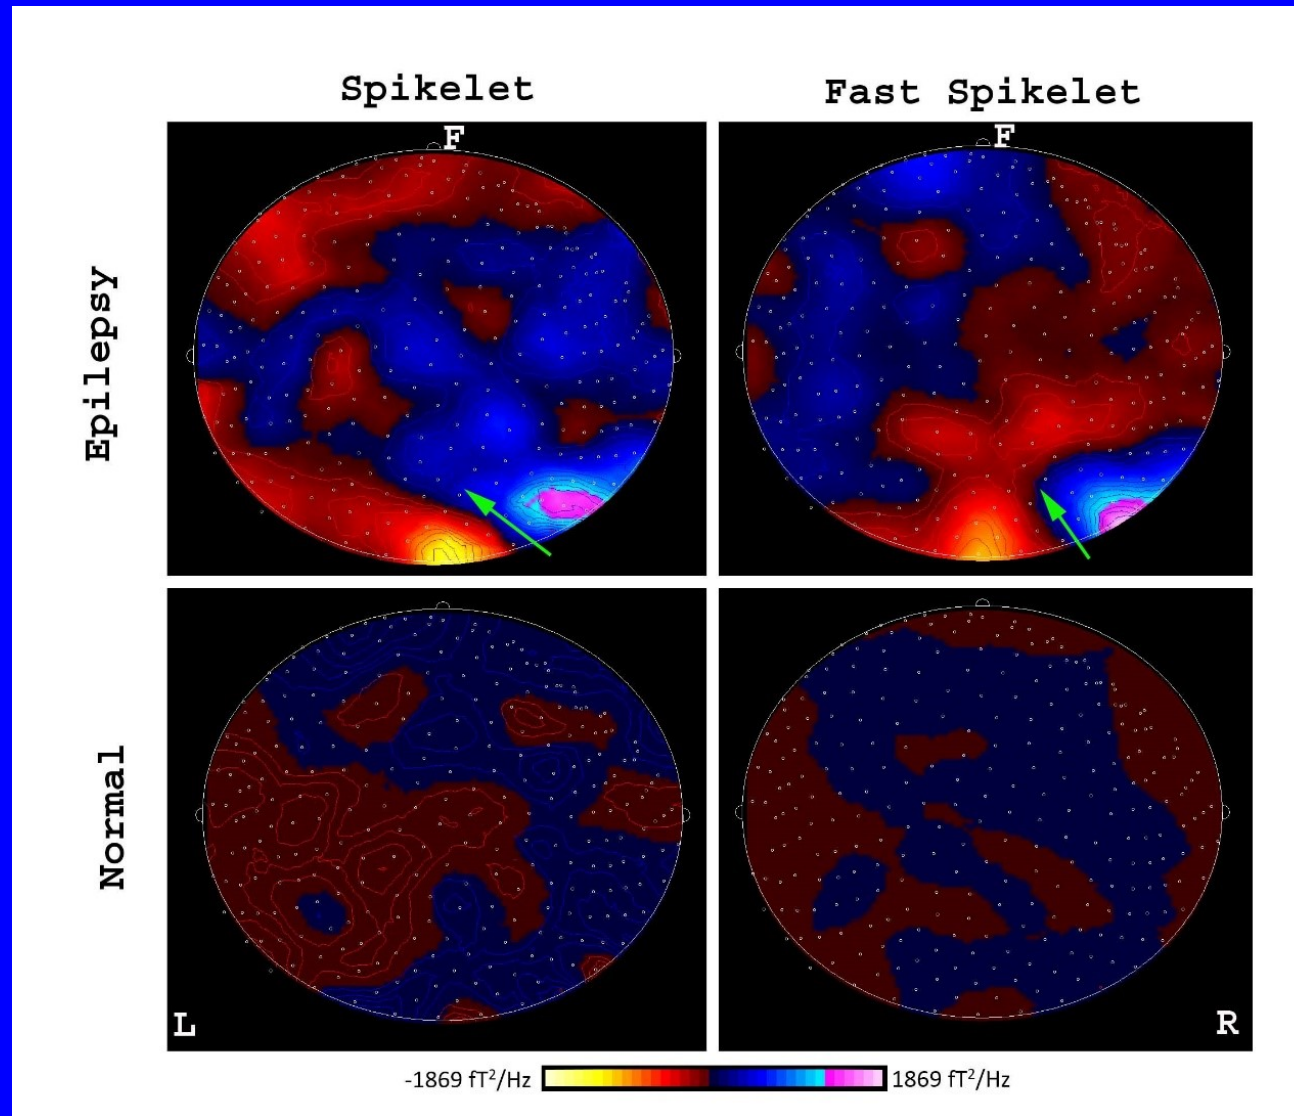 Spikelet
Fast Spikelet
F
F
Epilepsy
Normal
L
R
-1869 fT²/Hz
1869 fT²/Hz